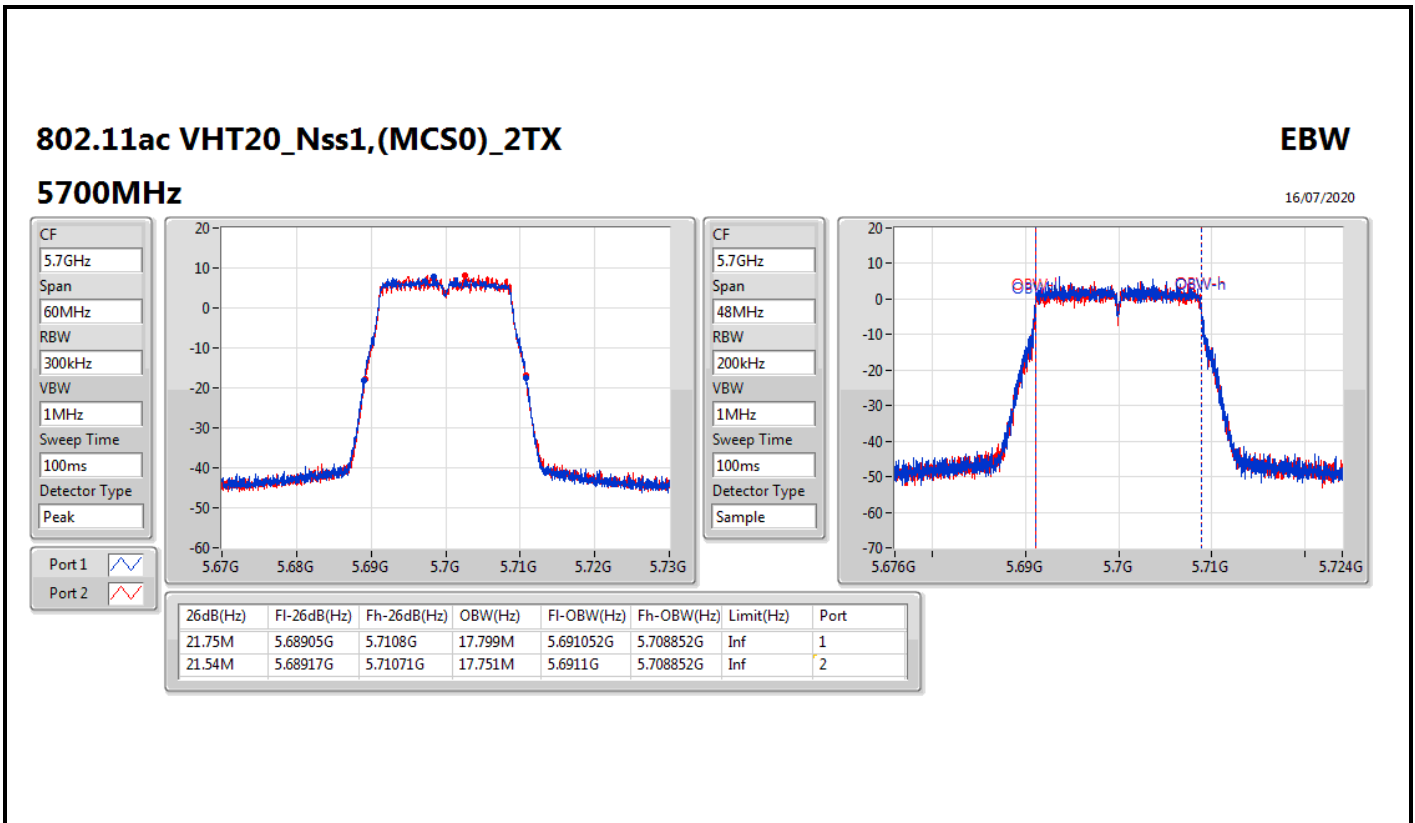 802.11ac VHT20_Nss1,(MCS0)_2TX
EBW
5700MHz
16/07/2020
CF
5.7GHz
Span
60MHz
RBW
300kHz
VBW
1MHz
Sweep Time
100ms
Detector Type
Peak
Port 1
Port 2
20
10
0
-10
-20
-30
-40
-50
-60
5.67G 5.68G 5.69G 5.7G 5.71G 5.72G 5.73G
CF
5.7GHz
Span
48MHz
RBW
200kHz
VBW
1MHz
Sweep Time
100ms
Detector Type
Sample
20
10
0
-10
-20
-30
-40
-50
-60
-70
OBW-h
5.676G 5.69G 5.7G 5.71G 5.724G
26dB(Hz) Fl-26dB(Hz) Fh-26dB(Hz) OBW(Hz) Fl-OBW(Hz) Fh-OBW(Hz) Limit(Hz) Port
21.75M 5.68905G 5.7108G 17.799M 5.691052G 5.708852G Inf 1
21.54M 5.68917G 5.71071G 17.751M 5.6911G 5.708852G Inf 2